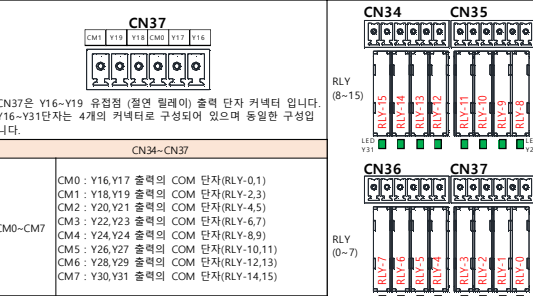 CN37
CM1 Y19 Y18 CM0 Y17 Y16
CN37은 Y16~Y19 유접점 (절연 릴레이) 출력 단자 커넥터 입니다.
Y16~Y31단자는 4개의 커넥터로 구성되어 있으며 동일한 구성입
니다.
CN34~CN37
CM0~CM7
CM0 : Y16,Y17 출력의 COM 단자(RLY-0,1)
CM1 : Y18,Y19 출력의 COM 단자(RLY-2,3)
CM2 : Y20,Y21 출력의 COM 단자(RLY-4,5)
CM3 : Y22,Y23 출력의 COM 단자(RLY-6,7)
CM4 : Y24,Y24 출력의 COM 단자(RLY-8,9)
CM5 : Y26,Y27 출력의 COM 단자(RLY-10,11)
CM6 : Y28,Y29 출력의 COM 단자(RLY-12,13)
CM7 : Y30,Y31 출력의 COM 단자(RLY-14,15)
CN34 CN35
RLY
(8~15)
RLY-15 RLY-14 RLY-13 RLY-12 RLY-11 RLY-10 RLY-9 RLY-8
LED
Y31
CN36 CN37
RLY
(0~7)
RLY-7 RLY-6 RLY-5 RLY-4 RLY-3 RLY-2 RLY-1 RLY-0